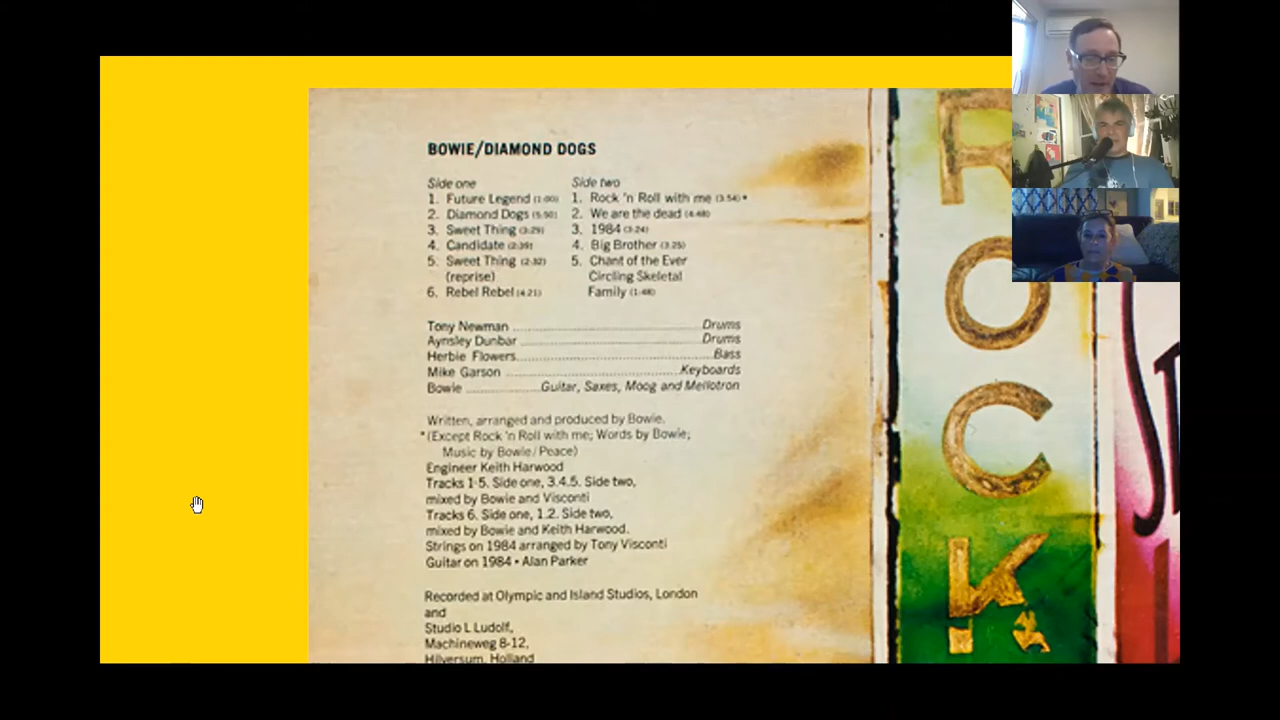 BOWIE/DIAMOND DOGS
Side one
1. Future Legend (1:00)
2. Diamond Dogs (5:50)
3. Sweet Thing (3:29)
4. Candidate (2:39)
5. Sweet Thing (2:32)
(reprise)
6. Rebel Rebel (4.21)
Side two
1. Rock 'n Roll with me (3:54)*
2. We are the dead (4:48)
3. 1984 (3:24)
4. Big Brother (3.25)
5. Chant of the Ever
Circling Skeletal
Family (1:48)
Tony Newman ........ Drums
Aynsley Dunbar ........ Drums
Herbie Flowers ........ Bass
Mike Garson ........ Keyboards
Bowie ........ Guitar, Saxes, Moog and Mellotron
Written, arranged and produced by Bowie.
*(Except Rock 'n Roll with me; Words by Bowie;
Music by Bowie/Peace)
Engineer Keith Harwood
Tracks 1-5. Side one, 3.4.5. Side two,
mixed by Bowie and Visconti
Tracks 6. Side one, 1.2. Side two,
mixed by Bowie and Keith Harwood.
Strings on 1984 arranged by Tony Visconti
Guitar on 1984 • Alan Parker
Recorded at Olympic and Island Studios, London
and
Studio L Ludolf,
Machineweg 8-12,
Hilversum, Holland
ROCK